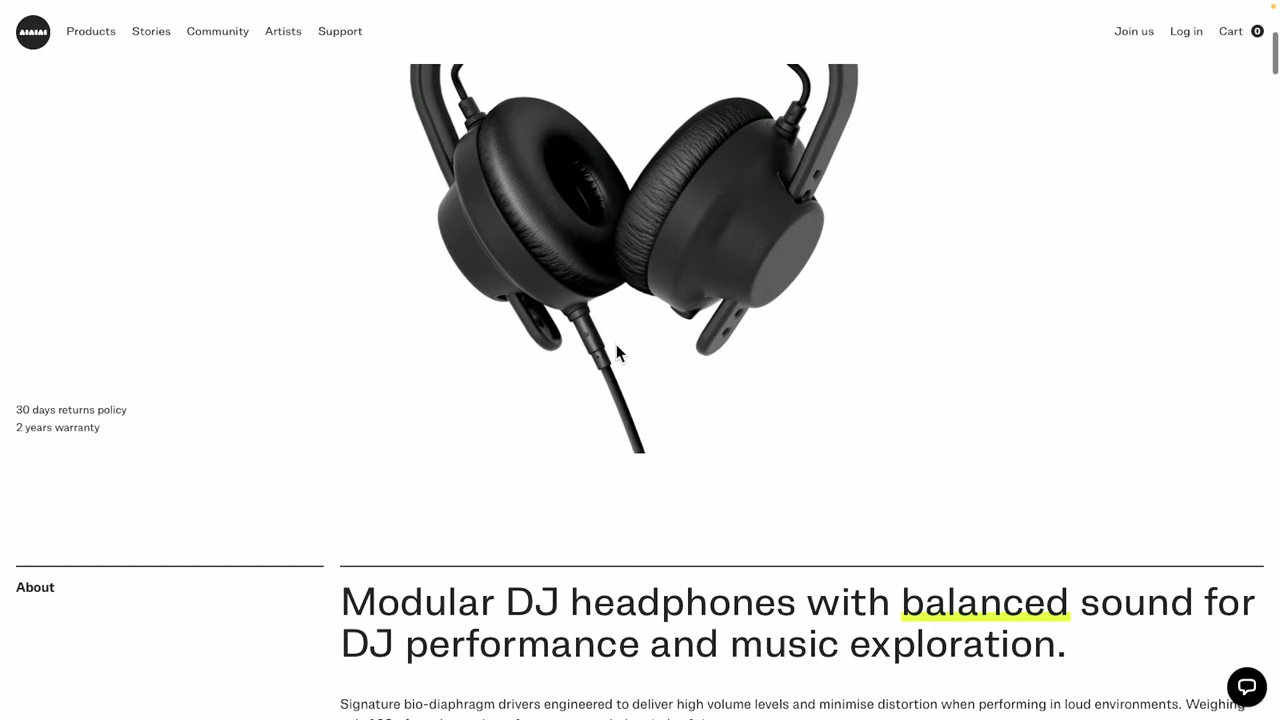 AIAIAI
Products
Stories
Community
Artists
Support
Join us
Log in
Cart 0
30 days returns policy
2 years warranty
About
Modular DJ headphones with balanced sound for
DJ performance and music exploration.
Signature bio-diaphragm drivers engineered to deliver high volume levels and minimise distortion when performing in loud environments. Weighing